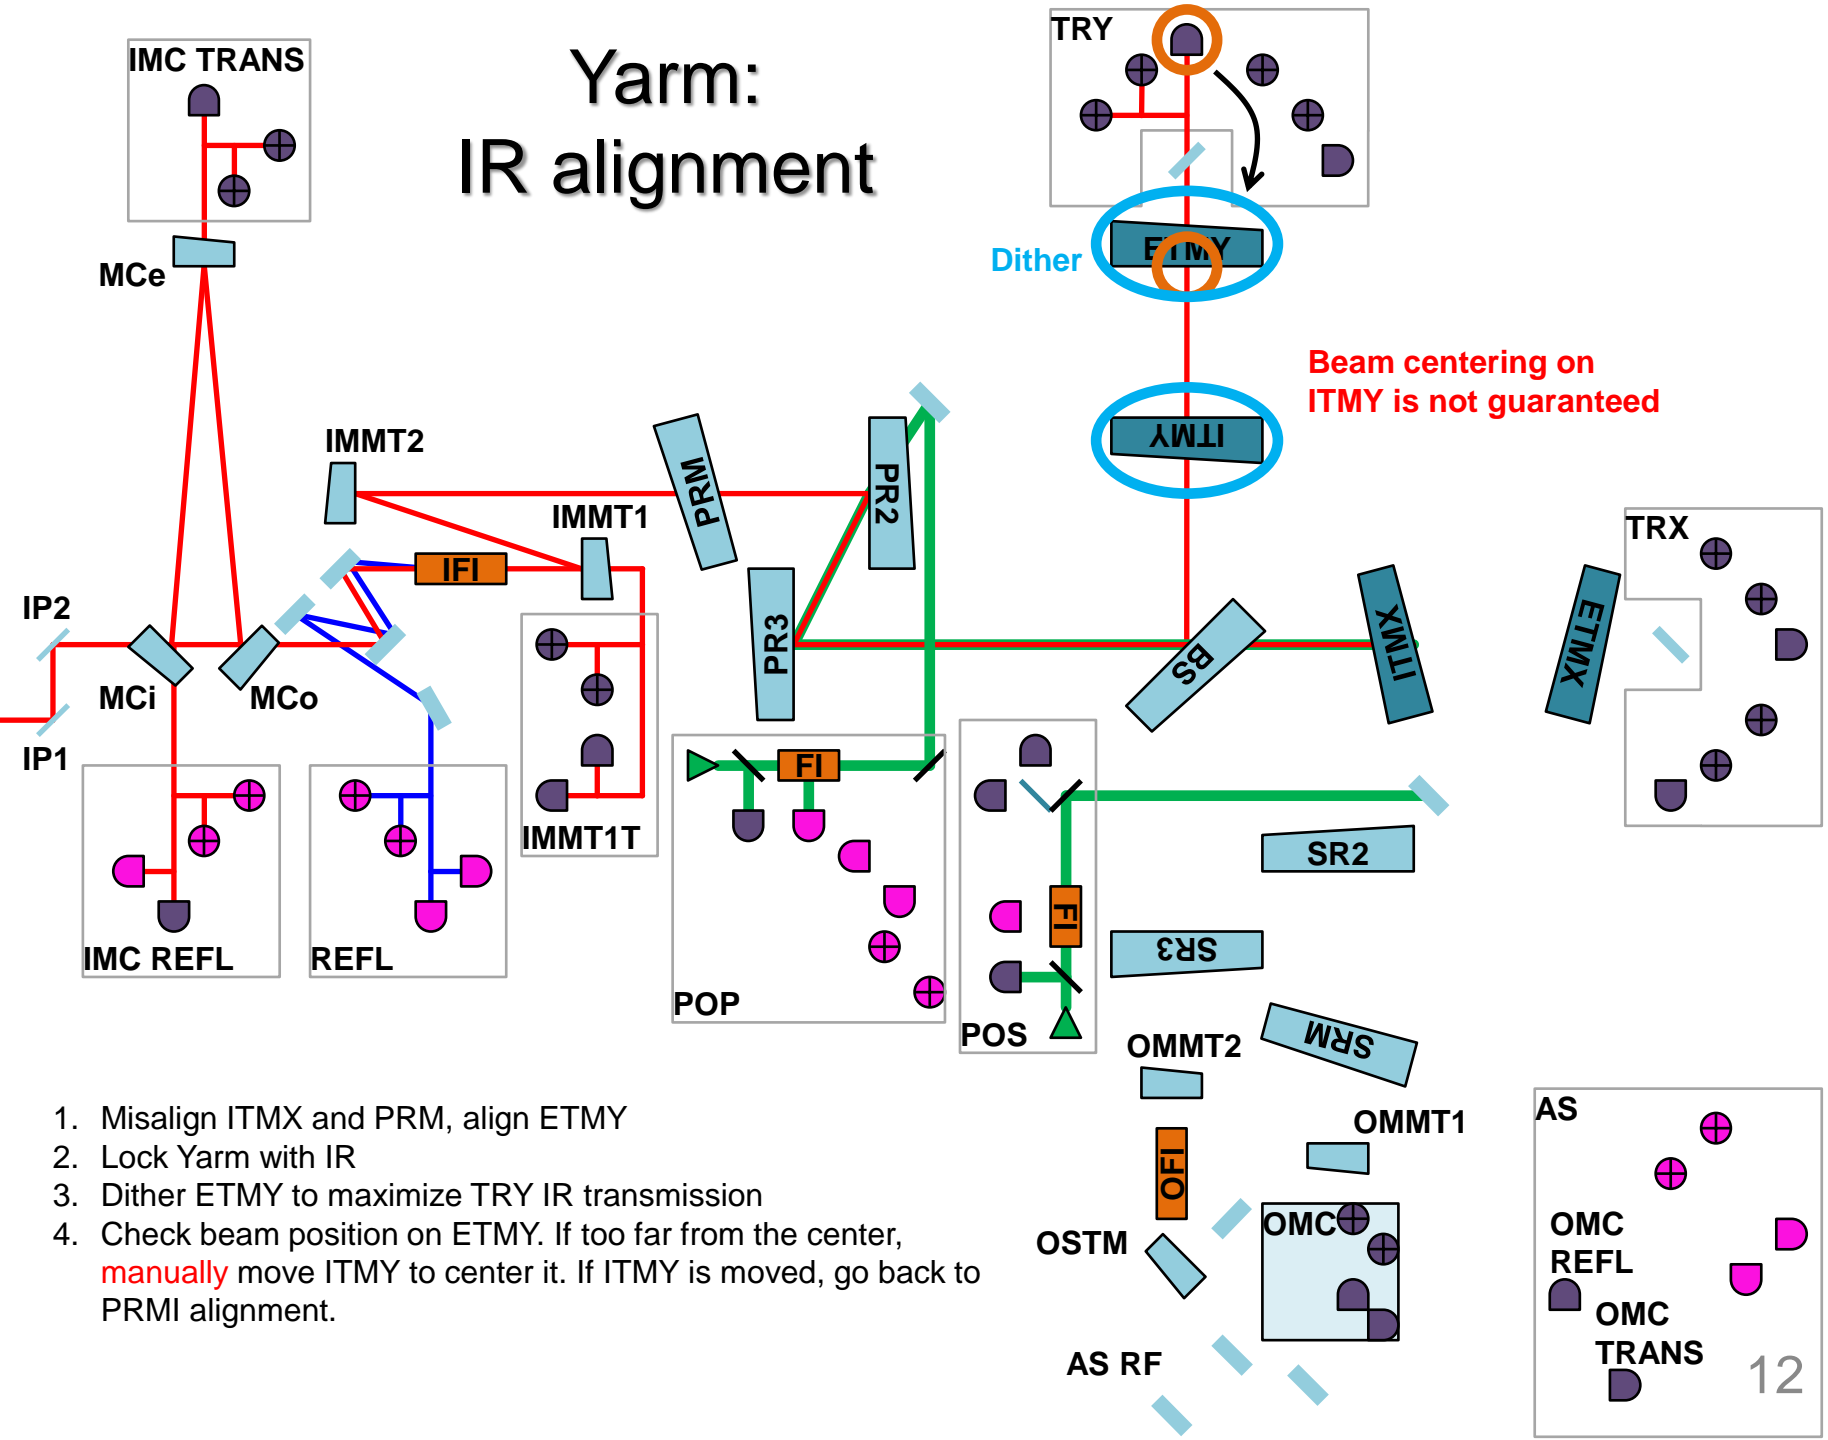 Yarm:
IR alignment
IMC TRANS
TRY
MCe
Dither
ETMY
Beam centering on
ITMY is not guaranteed
ITMY
IMMT2
IMMT1
PRM
PR2
TRX
IFI
IP2
PR3
BS
ITMX
ETMX
MCi
MCo
IP1
FI
IMMT1T
SR2
FI
SR3
IMC REFL
REFL
POP
POS
SRM
OMMT2
OMMT1
AS
OFI
OMC
OSTM
OMC
REFL
OMC
TRANS
AS RF
1. Misalign ITMX and PRM, align ETMY
2. Lock Yarm with IR
3. Dither ETMY to maximize TRY IR transmission
4. Check beam position on ETMY. If too far from the center,
manually move ITMY to center it. If ITMY is moved, go back to
PRMI alignment.
12